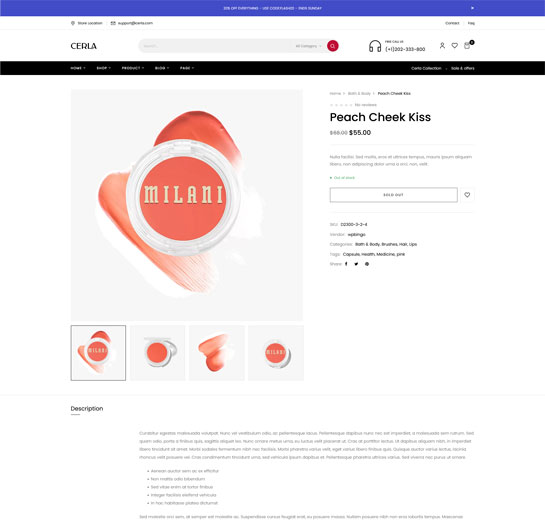 20% OFF EVERYTHING - USE CODE:FLASH20 - ENDS SUNDAY
Store Location
support@cerla.com
Contact
Faq
CERLA
Search...
All Category
FREE CALL US
(+1)202-333-800
0
HOME
SHOP
PRODUCT
BLOG
PAGE
Cerla Collection
Sale & offers
Home > Bath & Body > Peach Cheek Kiss
No reviews
Peach Cheek Kiss
$66.00 $55.00
Nulla facilisi. Sed mollis, eros et ultrices tempus, mauris ipsum aliquam
libero, non adipiscing dolor urna a orci.
Out of stock
SOLD OUT
SKU: D2300-3-2-4
Vendor: wpbingo
Categories: Bath & Body, Brushes, Hair, Lips
Tags: Capsule, Health, Medicine, pink
Share:
MILANI
MILANI
MILANI
Description
Curabitur egestas malesuada volutpat. Nunc vel vestibulum odio, ac pellentesque lacus. Pellentesque dapibus nunc nec est imperdiet, a malesuada sem rutrum. Sed
quam odio, porta a finibus quis, sagittis aliquet leo. Nunc ornare metus urna, eu luctus velit placerat ut. Cras at porttitor lectus, at dapibus aliquam nibh, in imperdiet
libero tincidunt sit amet. Morbi sodales fermentum nibh nec facilisis. Morbi pharetra varius velit, eget varius libero finibus quis. Quisque auctor varius lectus,
maximus velit posuere vel. Cras condimentum tincidunt urna, sed vehicula ipsum dapibus et. Pellentesque pharetra ultrices varius. Sed viverra nec purus at ornare.
Aenean auctor sem ac ex efficitur
Non mattis odio bibendum
Sed vitae enim at tortor finibus
Integer facilisis eleifend vehicula
In hac habitasse platea dictumst
Sed molestie orci sem, at semper est molestie ac. Suspendisse cursus feugiat erat, eu posuere massa. Nullam posuere nibh non eros lobortis tempus. Maecenas